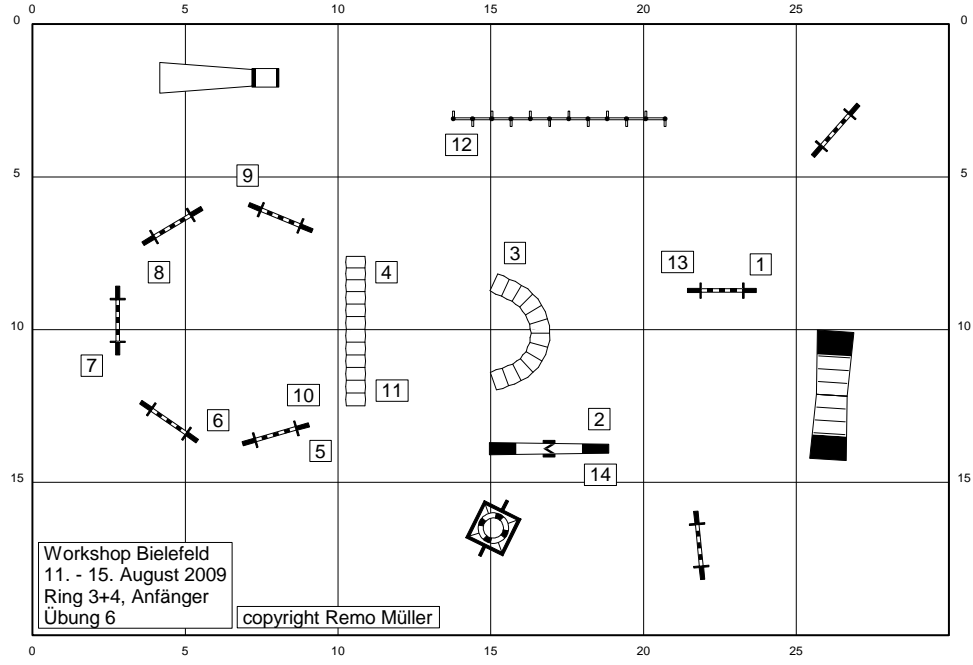 0 5 10 15 20 25
0 0
12
9
5 5
3
4 13 1
8
10 10
7
11
10
6 2
5
14
15 15
Workshop Bielefeld
11. - 15. August 2009
Ring 3+4, Anfänger
Übung 6
copyright Remo Müller
0 5 10 15 20 25